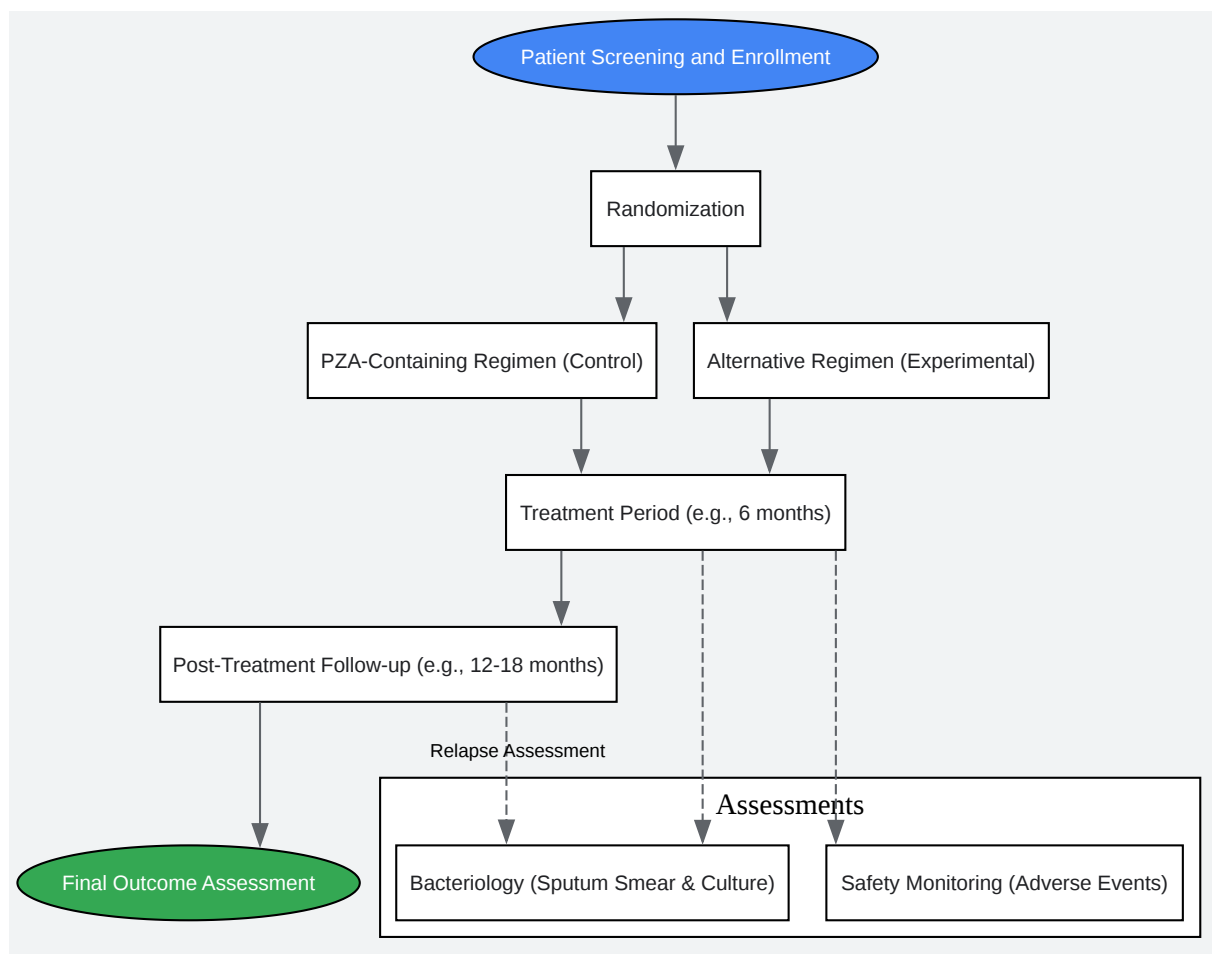 Patient Screening and Enrollment
Randomization
PZA-Containing Regimen (Control)
Alternative Regimen (Experimental)
Treatment Period (e.g., 6 months)
Post-Treatment Follow-up (e.g., 12-18 months)
Relapse Assessment
Assessments
Final Outcome Assessment
Bacteriology (Sputum Smear & Culture)
Safety Monitoring (Adverse Events)